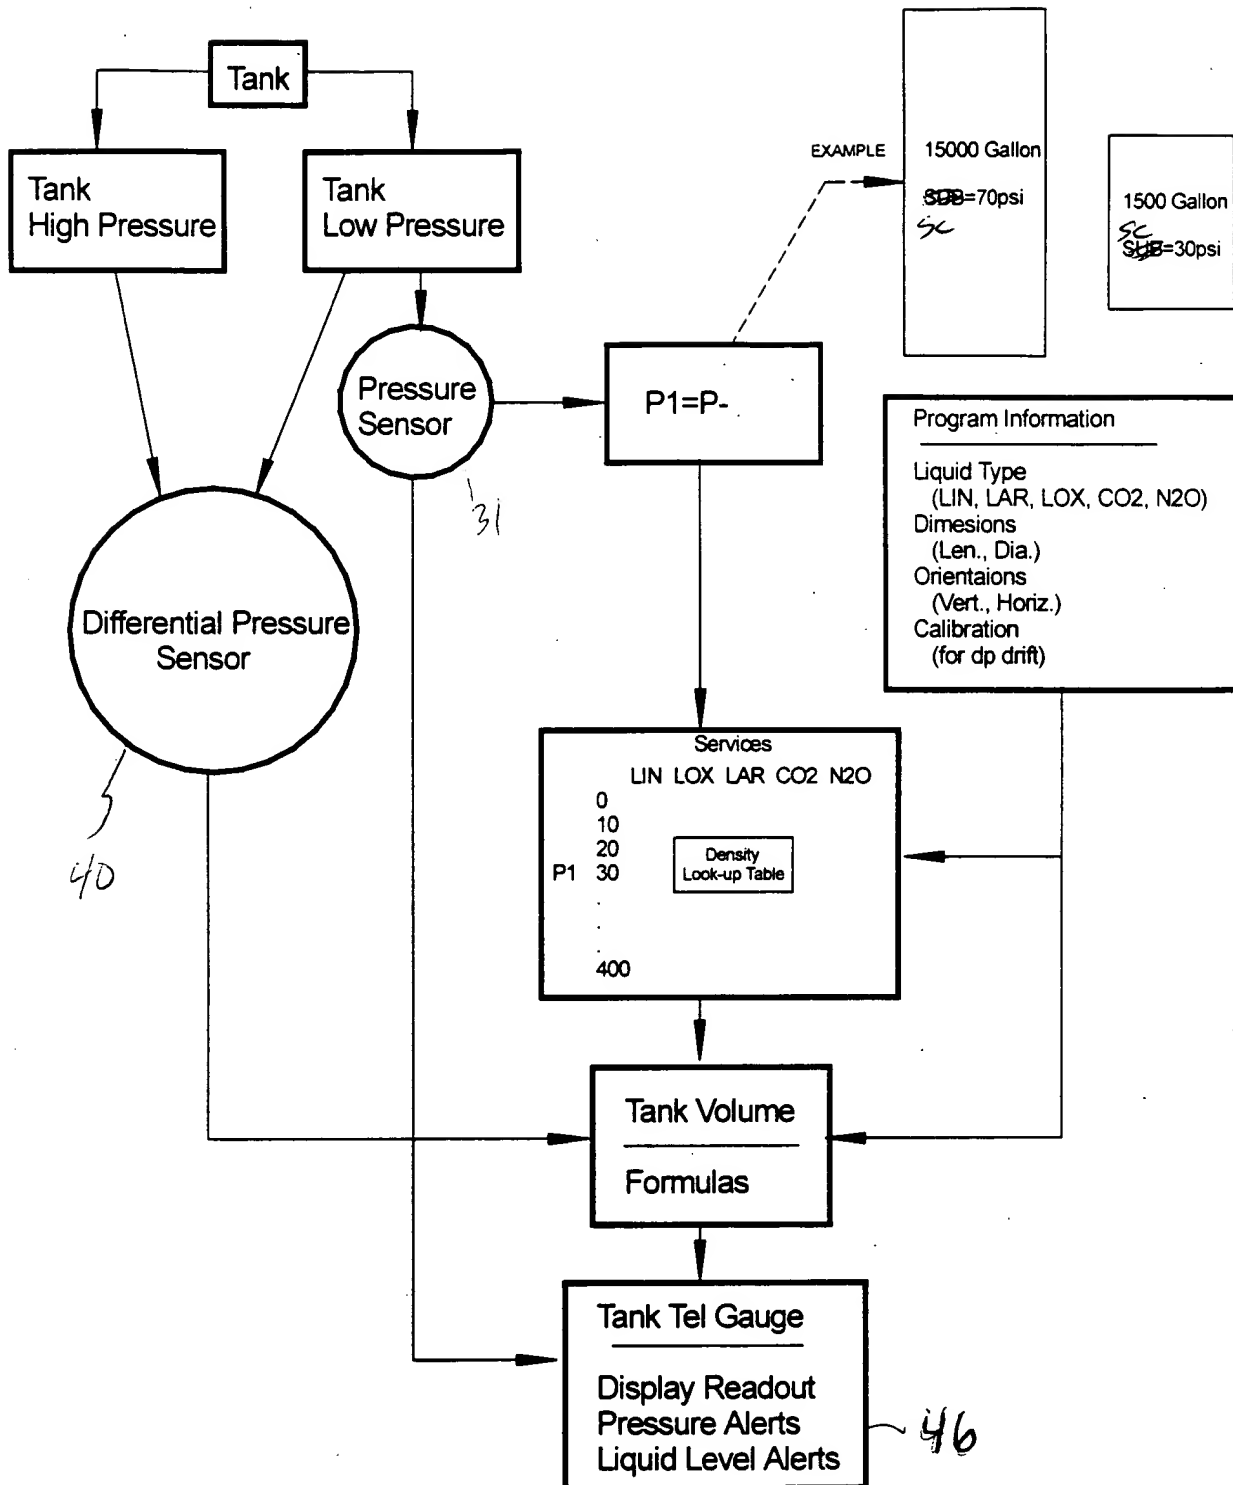 Tank
Tank
High Pressure
Tank
Low Pressure
EXAMPLE
15000 Gallon
=70psi
SC
1500 Gallon
SC
SUB=30psi
Pressure
Sensor
31
P1=P-
Program Information
Liquid Type
(LIN, LAR, LOX, CO2, N2O)
Dimesions
(Len., Dia.)
Orientaions
(Vert., Horiz.)
Calibration
(for dp drift)
Differential Pressure
Sensor
40
Services
LIN LOX LAR CO2 N2O
0
10
20
P1 30
.
.
.
400
Density
Look-up Table
Tank Volume
Formulas
Tank Tel Gauge
Display Readout
Pressure Alerts
Liquid Level Alerts
46